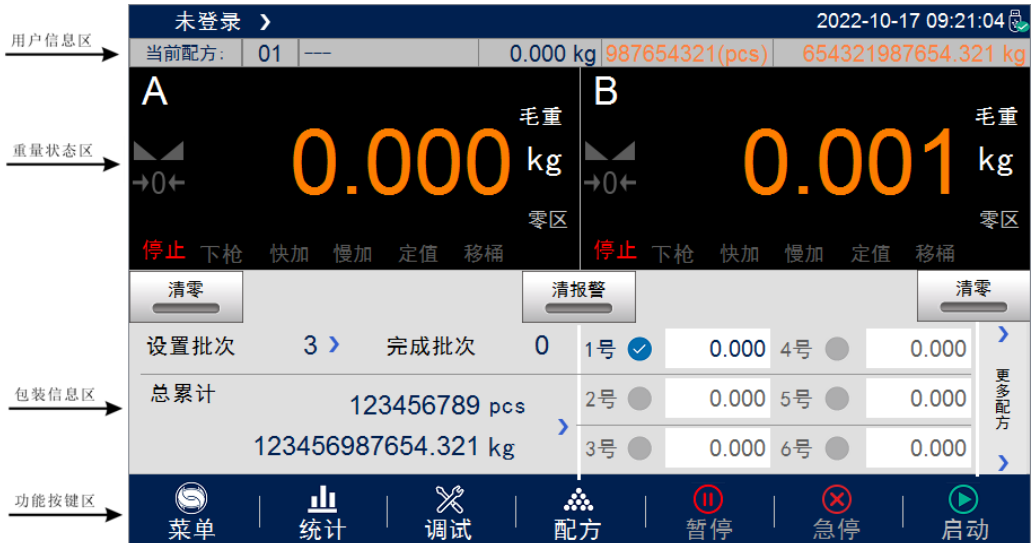 未登录 2022-10-17 09:21:04
用户信息区
当前配方: 01 --- 0.000 kg 987654321(pcs) 654321987654.321 kg
A B
毛重 毛重
重量状态区
0.000 kg 0.001 kg
→0← →0←
零区 零区
停止 下枪 快加 慢加 定值 移桶 停止 下枪 快加 慢加 定值 移桶
清零 清报警 清零
设置批次 3 完成批次 0 1号 0.000 4号 0.000
包装信息区
总累计 123456789 pcs 2号 0.000 5号 0.000 更多配方
123456987654.321 kg 3号 0.000 6号 0.000
功能按键区
菜单 统计 调试 配方 暂停 急停 启动